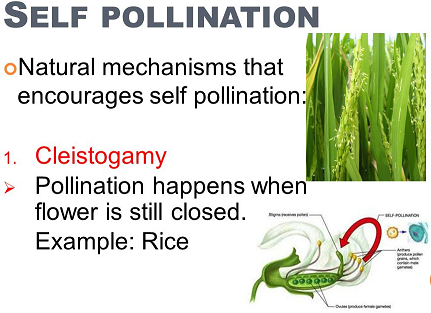 SELF POLLINATION
Natural mechanisms that
encourages self pollination:
1. Cleistogamy
➢ Pollination happens when
flower is still closed.
Example: Rice
Stigma (receives pollen)
SELF-POLLINATION
Anthers
(produce pollen
grains, which
contain male
gametes)
Ovules (produce female gametes)